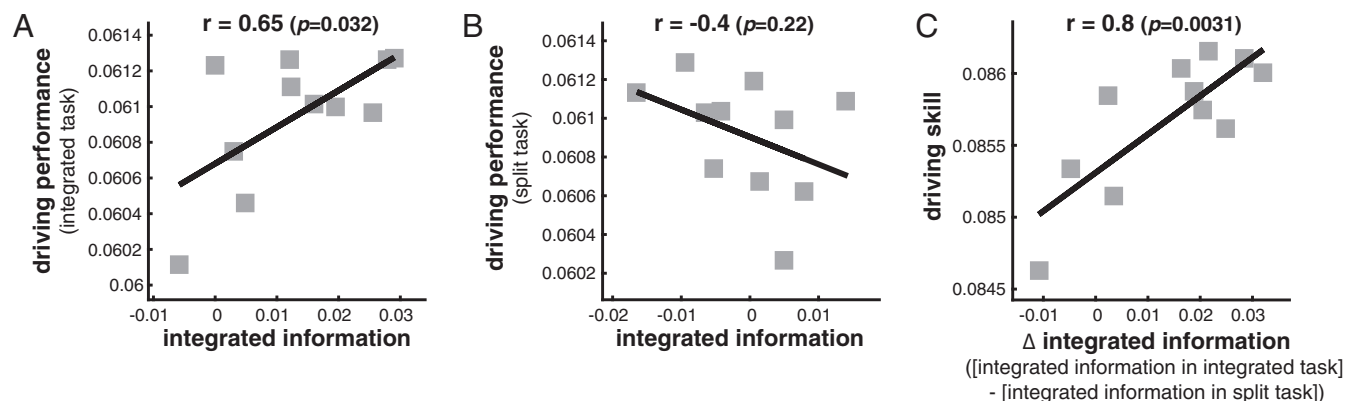 A
r = 0.65 (p=0.032)
driving performance
(integrated task)
0.0614
0.0612
0.061
0.0608
0.0606
0.0604
0.0602
0.06
-0.01
0
0.01
0.02
0.03
integrated information
B
r = -0.4 (p=0.22)
driving performance
(split task)
0.0614
0.0612
0.061
0.0608
0.0606
0.0604
0.0602
-0.02
-0.01
0
0.01
integrated information
C
r = 0.8 (p=0.0031)
driving skill
0.086
0.0855
0.085
0.0845
-0.01
0
0.01
0.02
0.03
Δ integrated information
([integrated information in integrated task]
- [integrated information in split task])